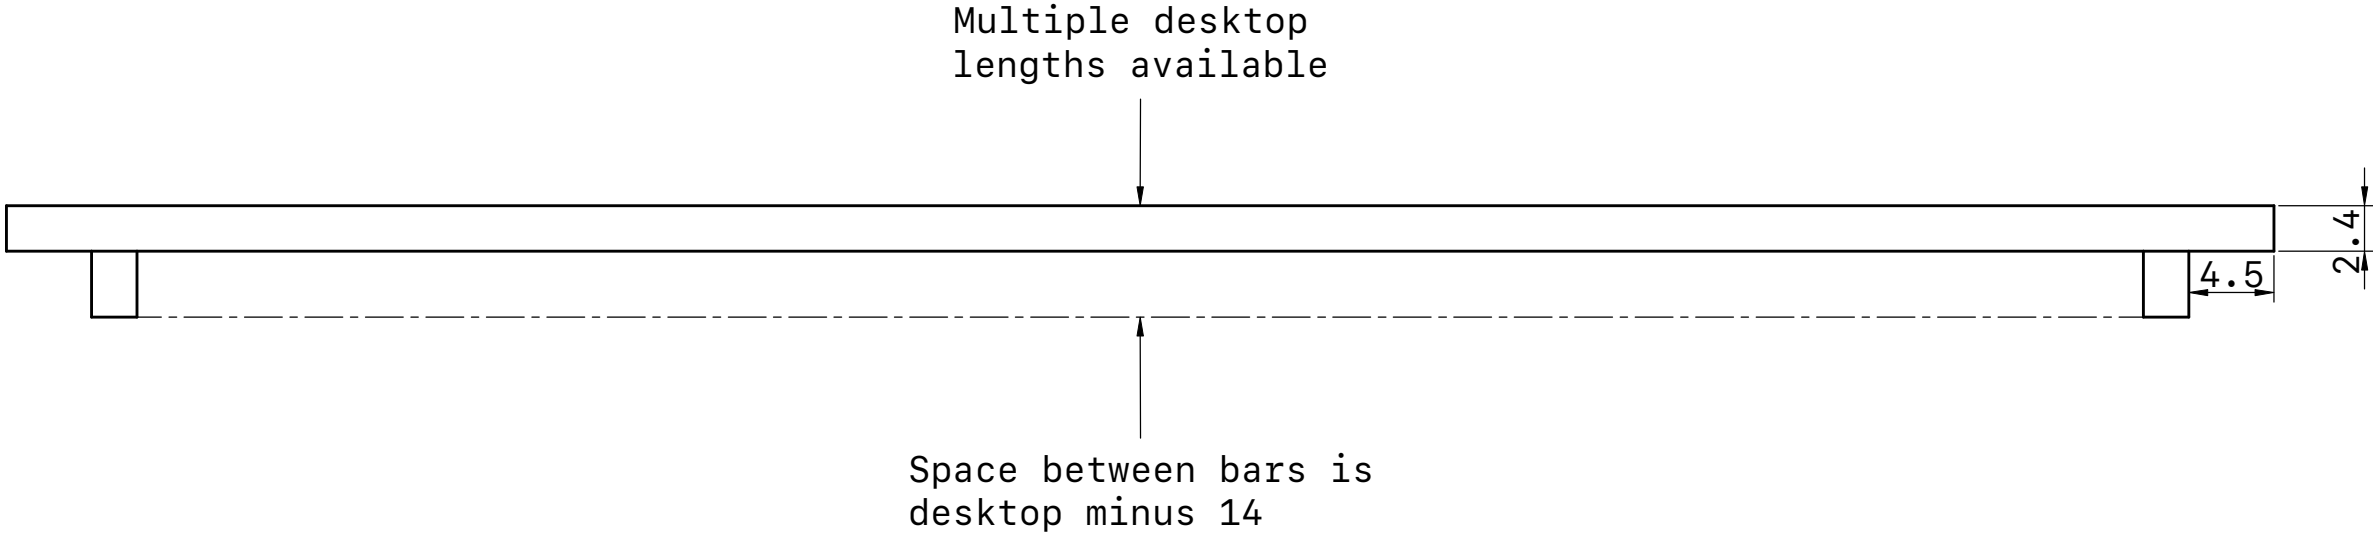 Multiple desktop
lengths available
2.4
4.5
Space between bars is
desktop minus 14